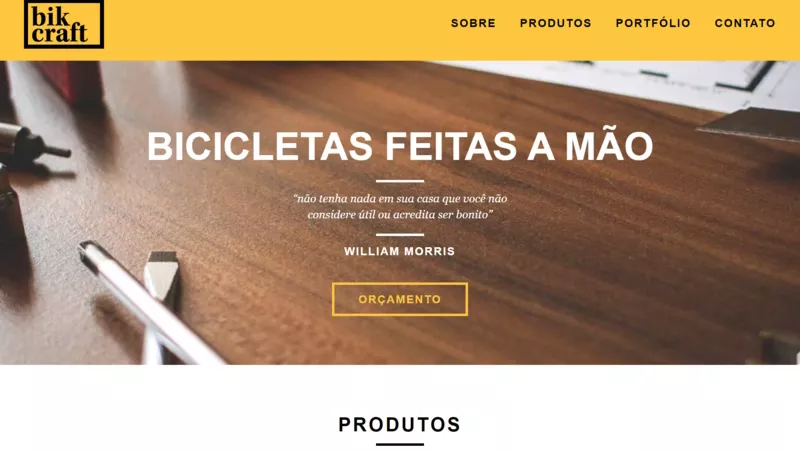 bik
craft
SOBRE PRODUTOS PORTFÓLIO CONTATO
BICICLETAS FEITAS A MÃO
“não tenha nada em sua casa que você não
considere útil ou acredita ser bonito”
WILLIAM MORRIS
ORÇAMENTO
PRODUTOS